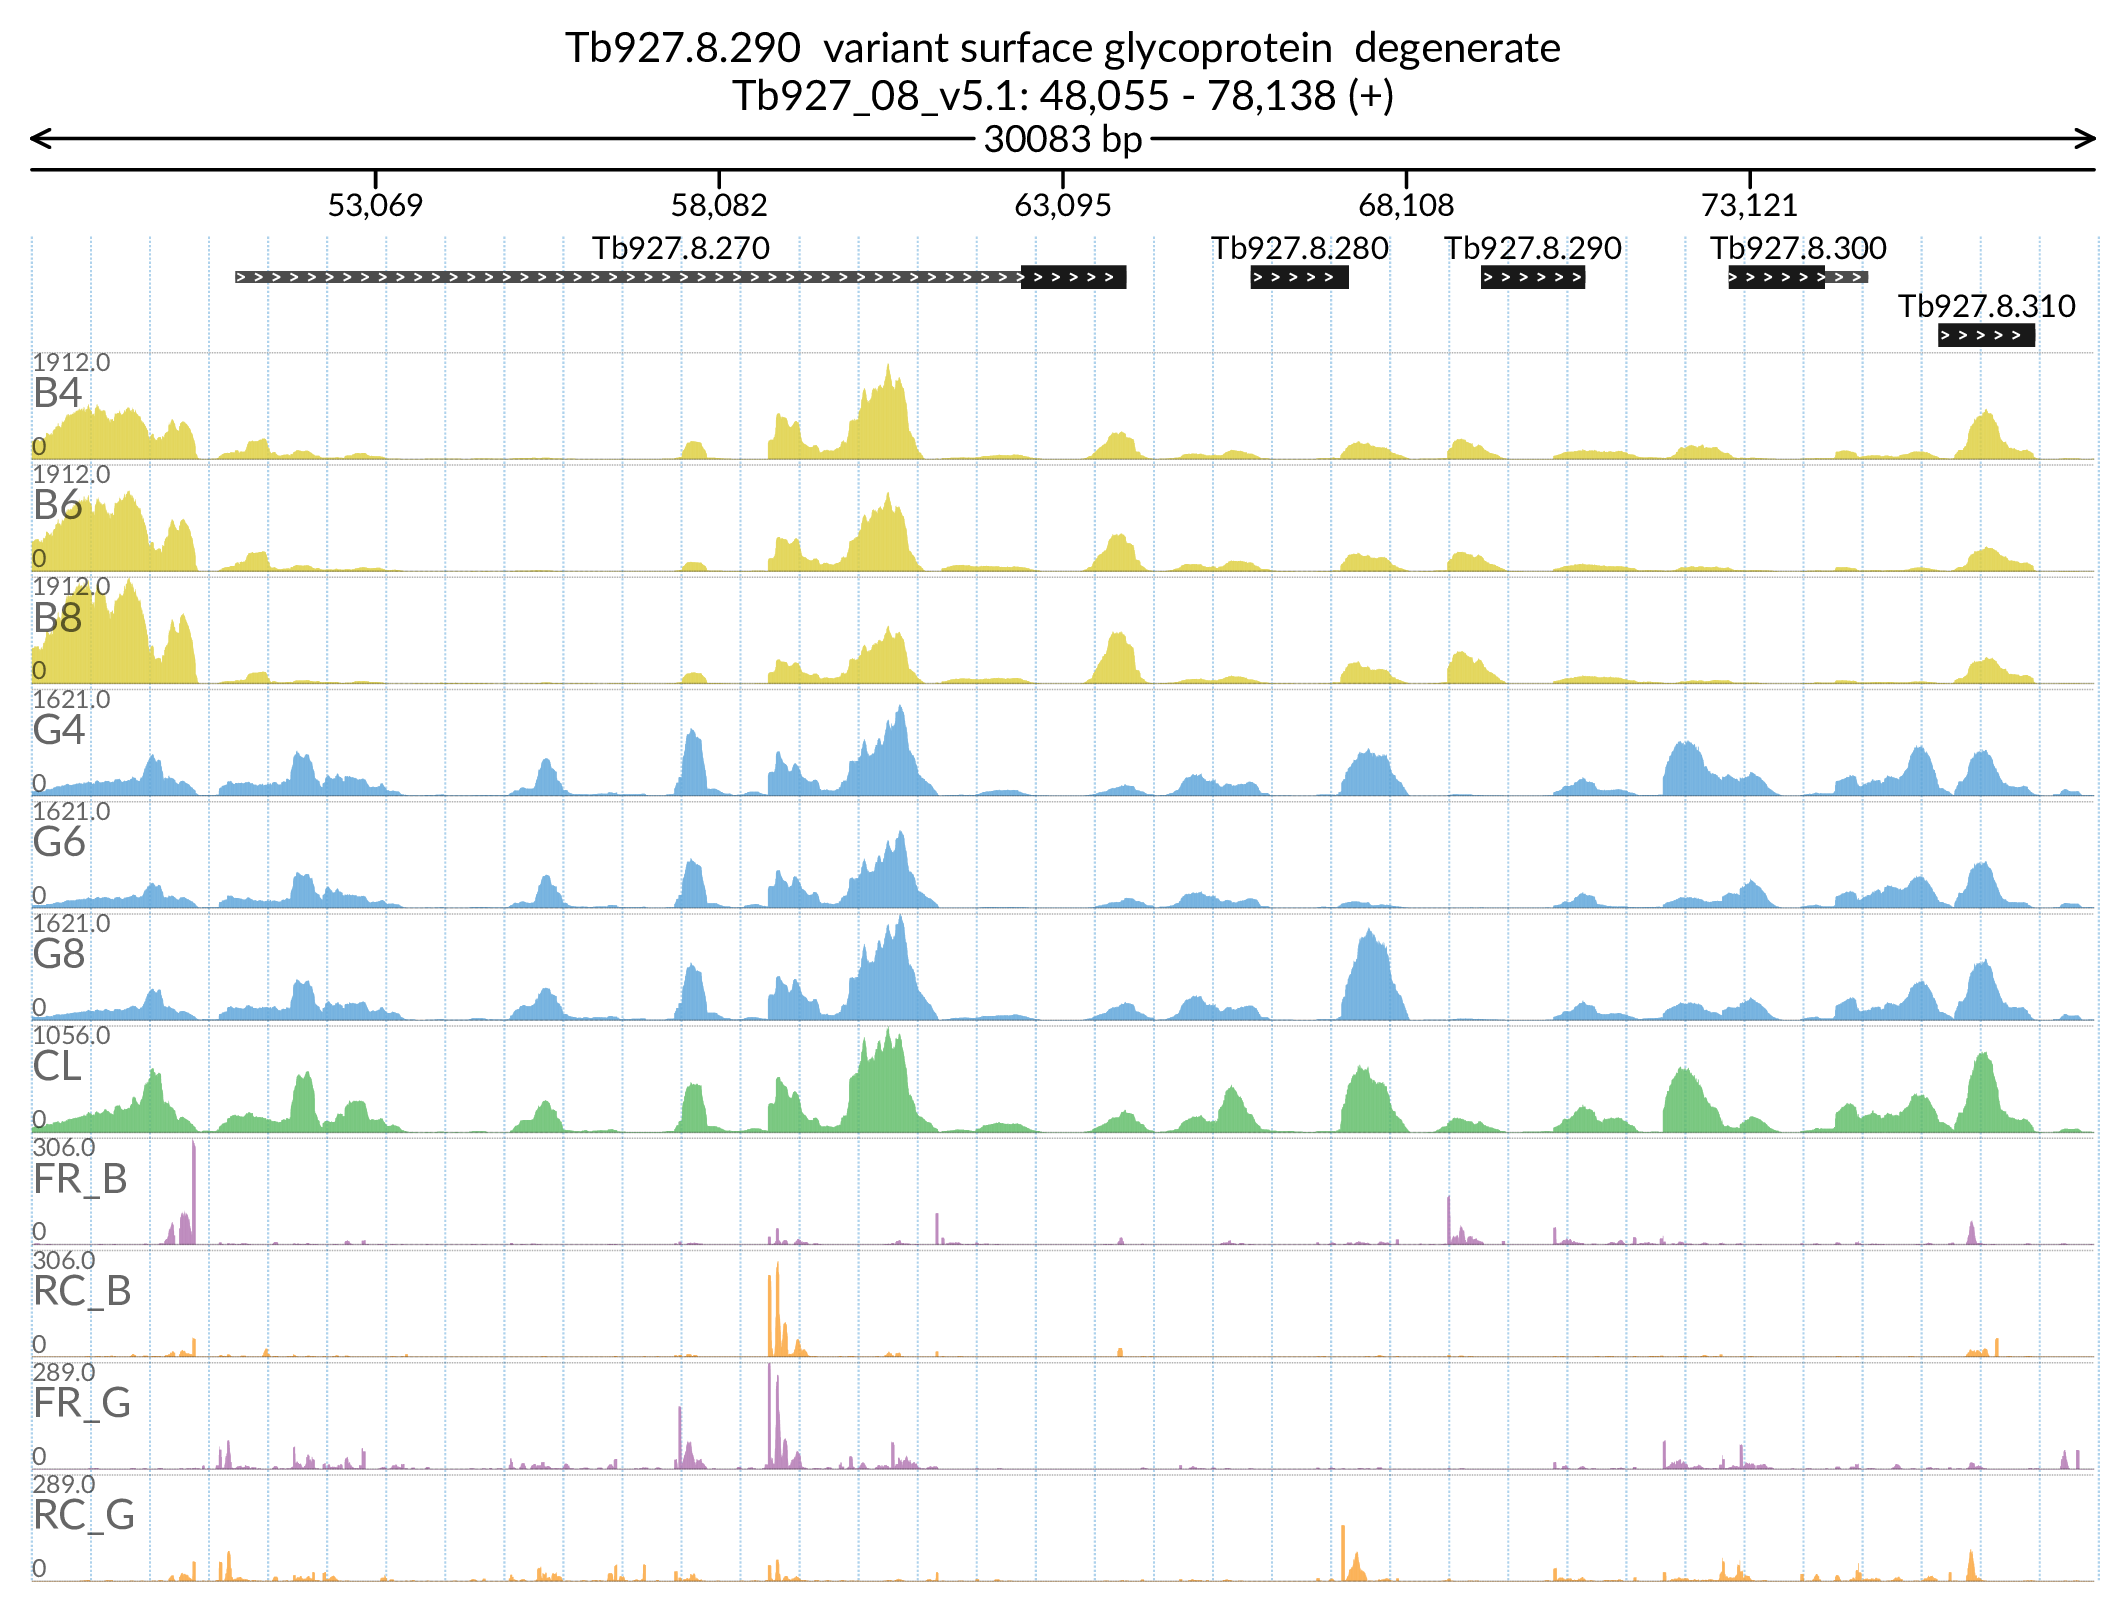 Tb927.8.290 variant surface glycoprotein degenerate
Tb927_08_v5.1: 48,055 - 78,138 (+)
30083 bp
53,069 58,082 63,095 68,108 73,121
Tb927.8.270 Tb927.8.280 Tb927.8.290 Tb927.8.300
Tb927.8.310
1912.0
B4
0
1912.0
B6
0
1912.0
B8
0
1621.0
G4
0
1621.0
G6
0
1621.0
G8
0
1056.0
CL
0
306.0
FR_B
0
306.0
RC_B
0
289.0
FR_G
0
289.0
RC_G
0